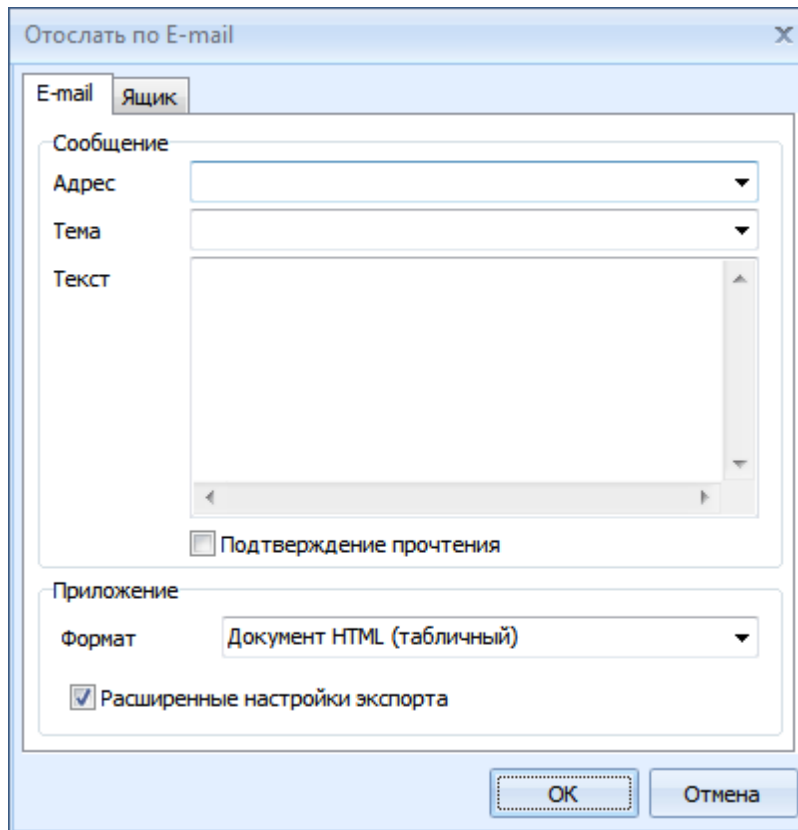 Отослать по E-mail
E-mail Ящик
Сообщение
Адрес
Тема
Текст
Подтверждение прочтения
Приложение
Формат Документ HTML (табличный)
Расширенные настройки экспорта
ОК Отмена